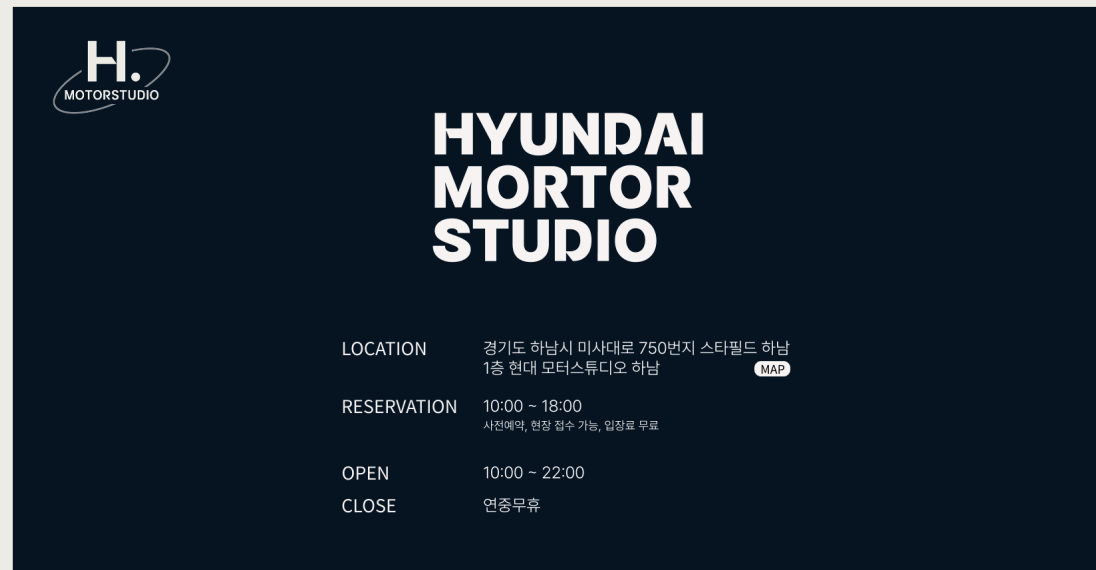 H.
MOTORSTUDIO
HYUNDAI
MORTOR
STUDIO
LOCATION 경기도 하남시 미사대로 750번지 스타필드 하남
1층 현대 모터스튜디오 하남 MAP
RESERVATION 10:00 ~ 18:00
사전예약, 현장 접수 가능, 입장료 무료
OPEN 10:00 ~ 22:00
CLOSE 연중무휴